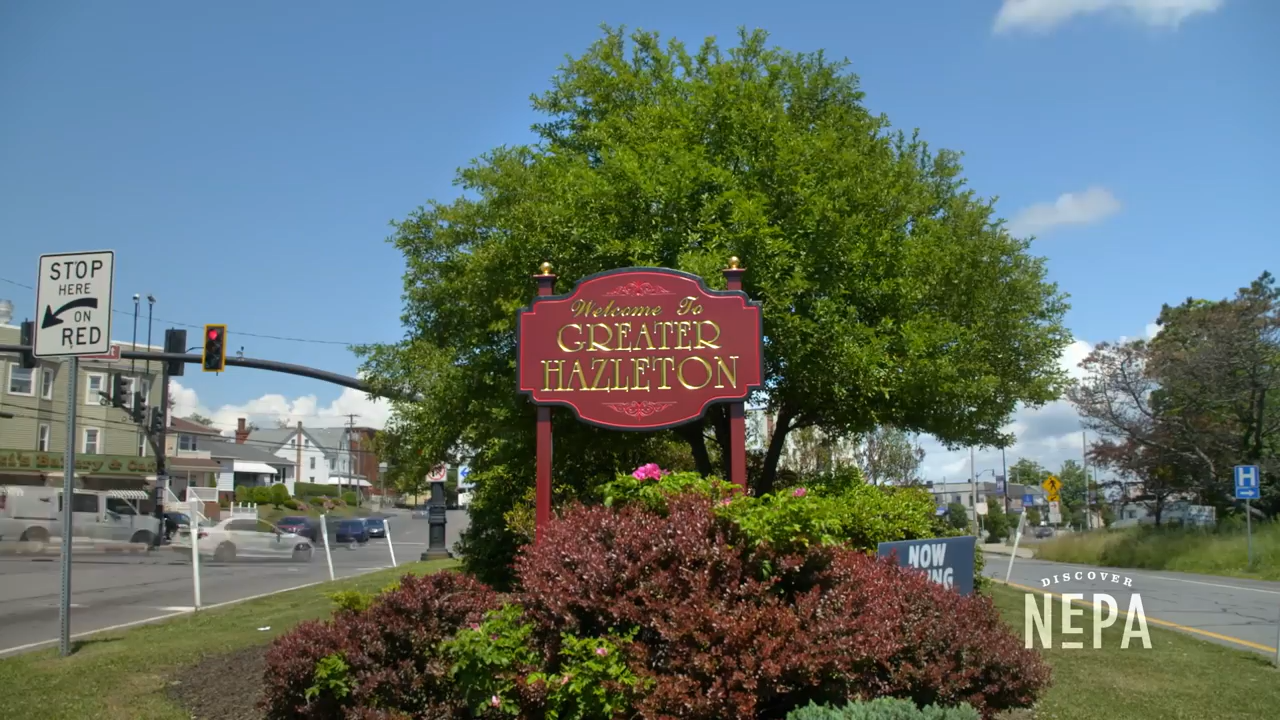 STOP
HERE
ON
RED
Welcome To
GREATER
HAZLETON
H
NOW
DISCOVER
NEPA